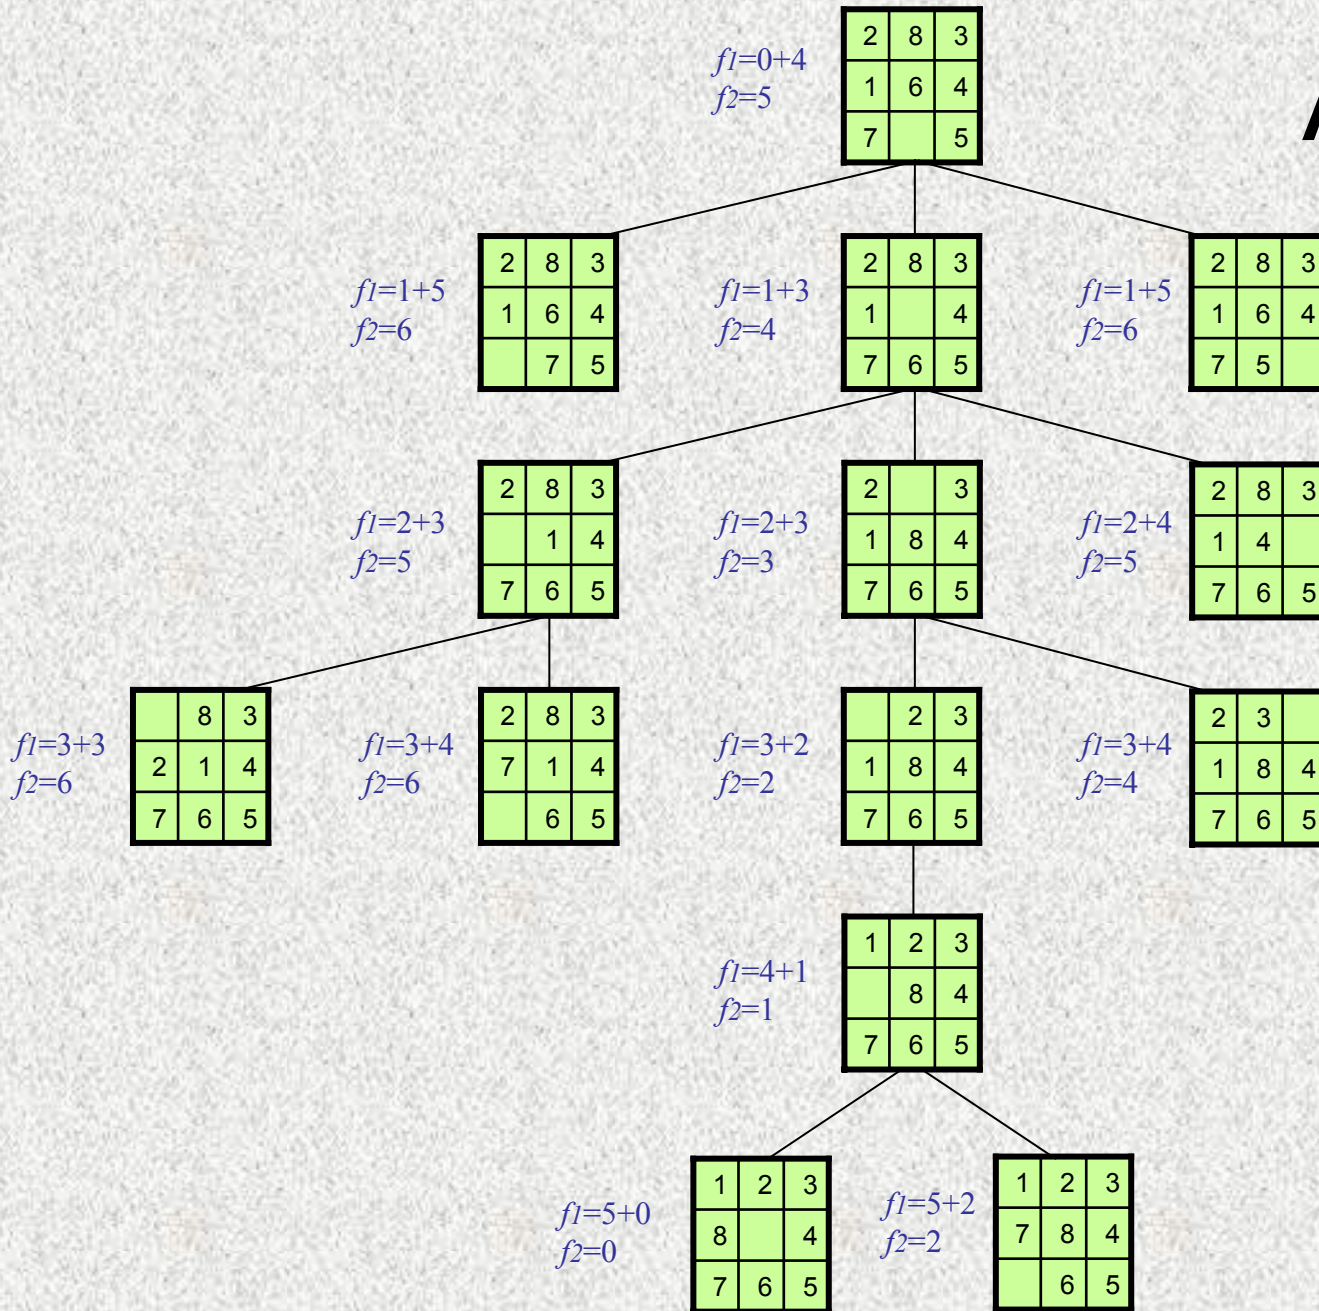 2 8 3
f1=0+4
1 6 4
f2=5
7 5
2 8 3
f1=1+5
1 6 4
f2=6
7 5
2 8 3
f1=1+3
1 4
f2=4
7 6 5
2 8 3
f1=1+5
1 6 4
f2=6
7 5
2 8 3
f1=2+3
1 4
f2=5
7 6 5
2 3
f1=2+3
1 8 4
f2=3
7 6 5
2 8 3
f1=2+4
1 4
f2=5
7 6 5
8 3
f1=3+3
2 1 4
f2=6
7 6 5
2 8 3
f1=3+4
7 1 4
f2=6
6 5
2 3
f1=3+2
1 8 4
f2=2
7 6 5
2 3
f1=3+4
1 8 4
f2=4
7 6 5
1 2 3
f1=4+1
8 4
f2=1
7 6 5
1 2 3
f1=5+0
8 4
f2=0
7 6 5
1 2 3
f1=5+2
7 8 4
f2=2
6 5